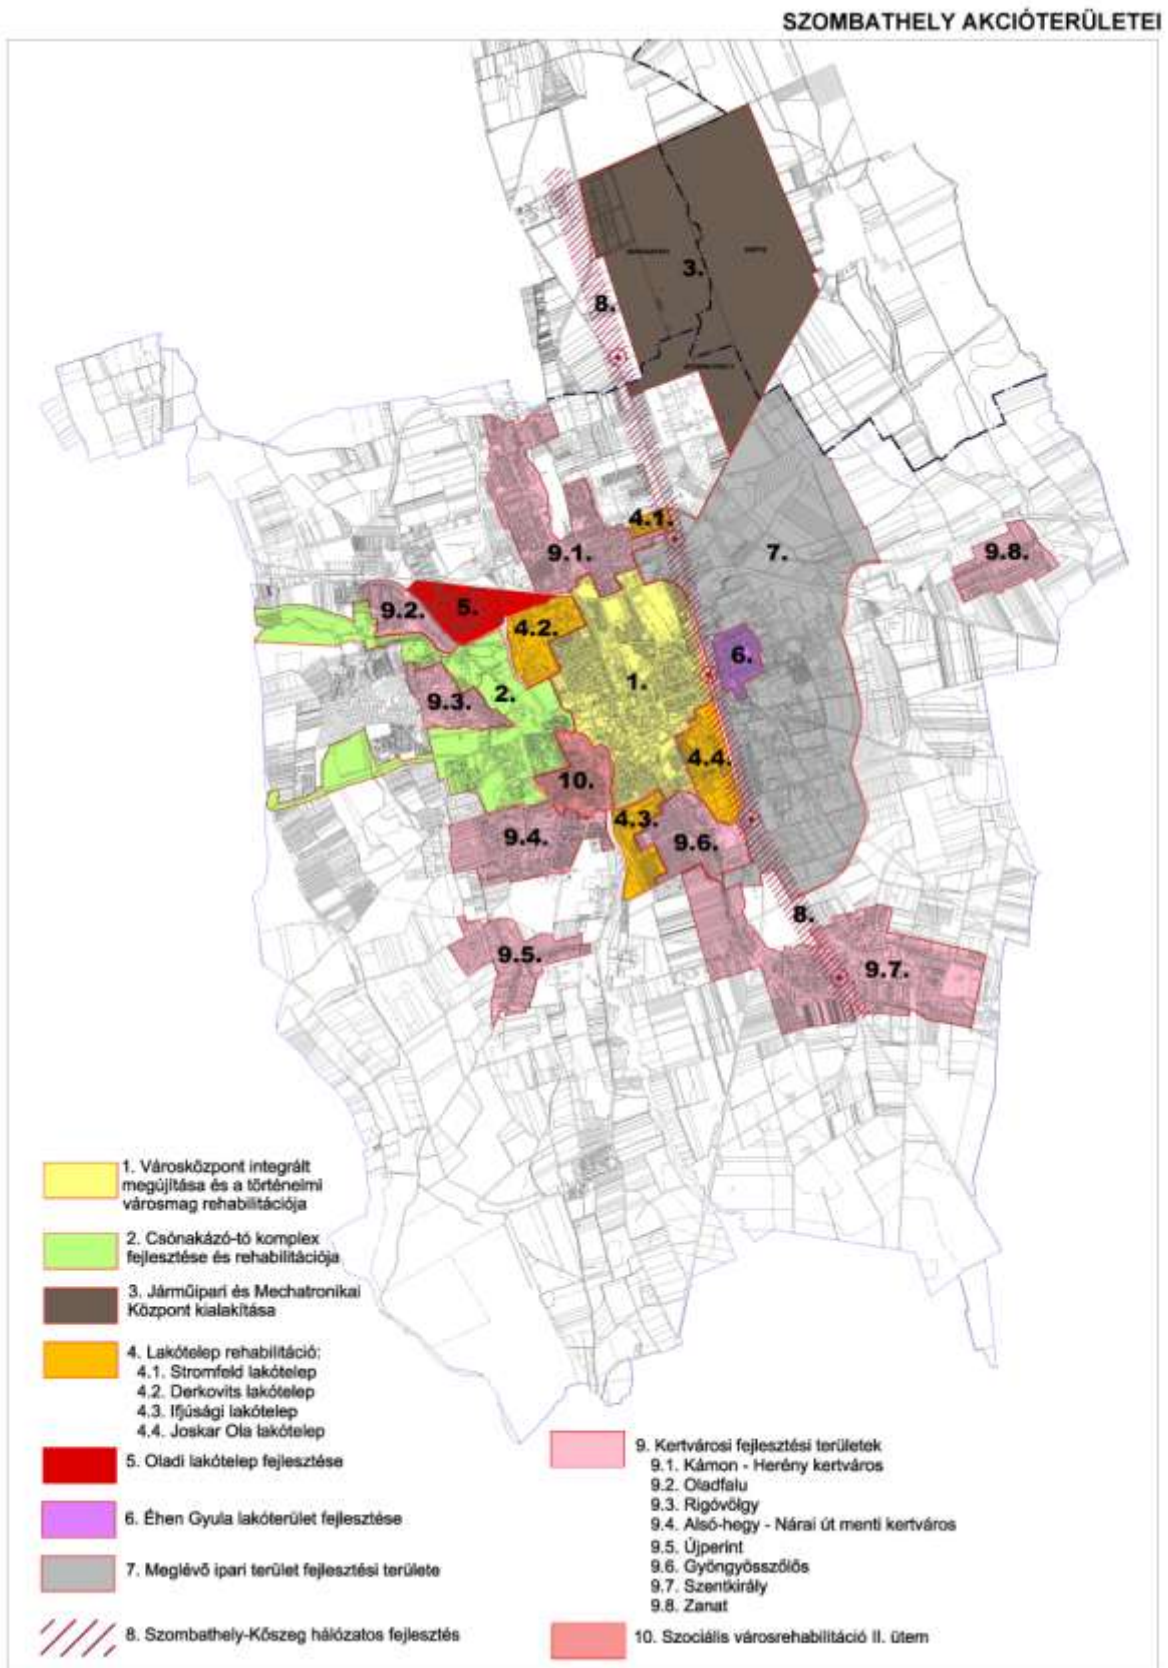 SZOMBATHELY AKCIÓTERÜLETEI
3.
8.
4.1.
9.1.
7.
9.8.
9.2.
5.
4.2.
6.
1.
2.
9.3.
4.4.
10.
4.3.
9.4.
9.6.
8.
9.5.
9.7.
1. Városközpont integrált
megújítása és a történelmi
városmag rehabilitációja
2. Csónakázó-tó komplex
fejlesztése és rehabilitációja
3. Járműipari és Mechatronikai
Központ kialakítása
4. Lakótelep rehabilitáció:
4.1. Stromfeld lakótelep
4.2. Derkovits lakótelep
4.3. Ifjúsági lakótelep
4.4. Joskar Ola lakótelep
5. Oladi lakótelep fejlesztése
6. Éhen Gyula lakóterület fejlesztése
7. Meglévő ipari terület fejlesztési területe
8. Szombathely-Kőszeg hálózatos fejlesztés
9. Kertvárosi fejlesztési területek
9.1. Kámon - Herény kertváros
9.2. Oladfalu
9.3. Rigóvölgy
9.4. Alsó-hegy - Nárai út menti kertváros
9.5. Újperint
9.6. Gyöngyösszőlős
9.7. Szentkirály
9.8. Zanat
10. Szociális városrehabilitáció II. ütem